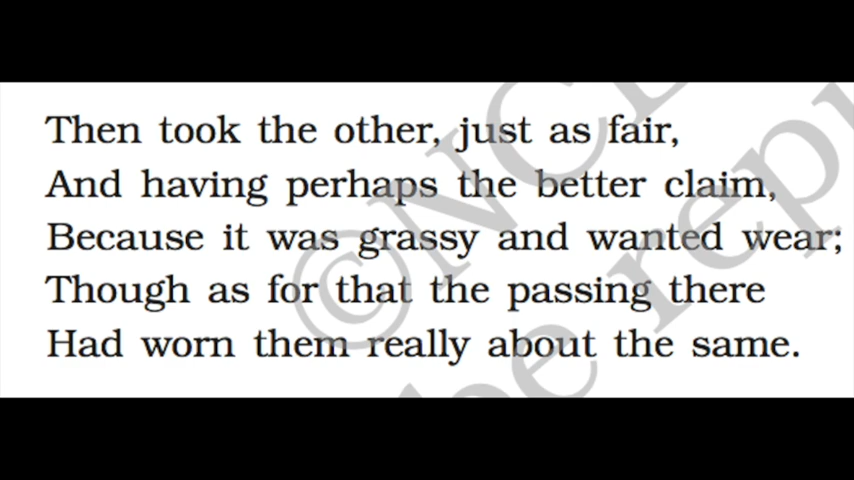 Then took the other, just as fair,
And having perhaps the better claim,
Because it was grassy and wanted wear;
Though as for that the passing there
Had worn them really about the same.